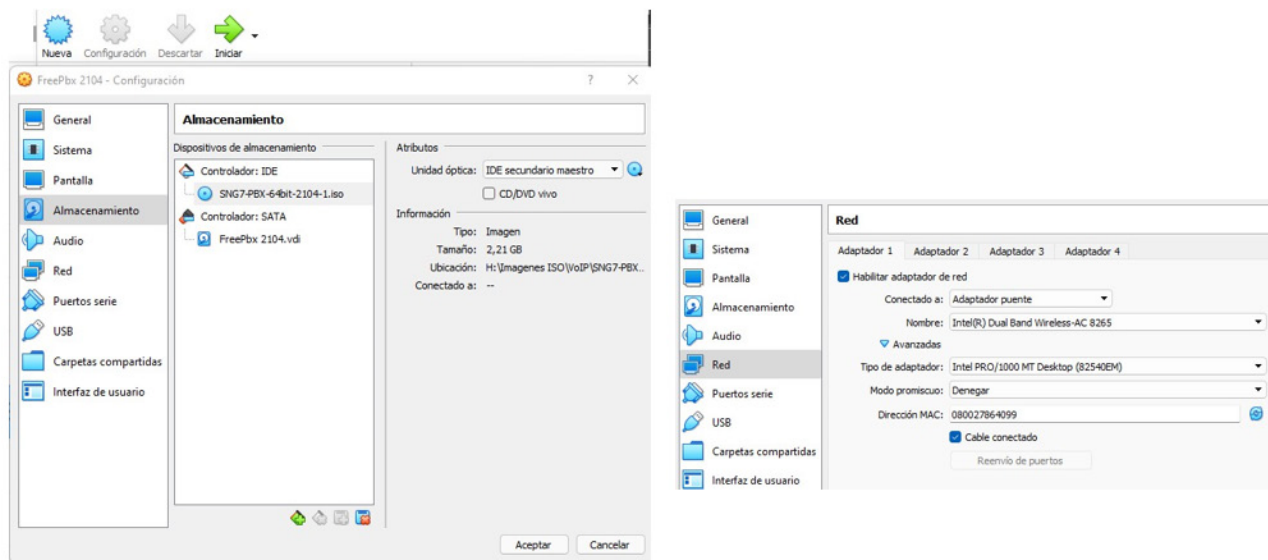 Nueva Configuración Descartar Iniciar
FreePbx 2104 - Configuración ? ×
General
Sistema
Pantalla
Almacenamiento
Audio
Red
Puertos serie
USB
Carpetas compartidas
Interfaz de usuario
Almacenamiento
Dispositivos de almacenamiento
Controlador: IDE
SNG7-PBX-64bit-2104-1.iso
Controlador: SATA
FreePbx 2104.vdi
Atributos
Unidad óptica: IDE secundario maestro
CD/DVD vivo
Información
Tipo: Imagen
Tamaño: 2,21 GB
Ubicación: H:\Imagenes ISO\VoIP\SNG7-PBX...
Conectado a: --
Aceptar Cancelar
General
Sistema
Pantalla
Almacenamiento
Audio
Red
Puertos serie
USB
Carpetas compartidas
Interfaz de usuario
Red
Adaptador 1 Adaptador 2 Adaptador 3 Adaptador 4
Habilitar adaptador de red
Conectado a: Adaptador puente
Nombre: Intel(R) Dual Band Wireless-AC 8265
Avanzadas
Tipo de adaptador: Intel PRO/1000 MT Desktop (82540EM)
Modo promiscuo: Denegar
Dirección MAC: 080027864099
Cable conectado
Reenvío de puertos